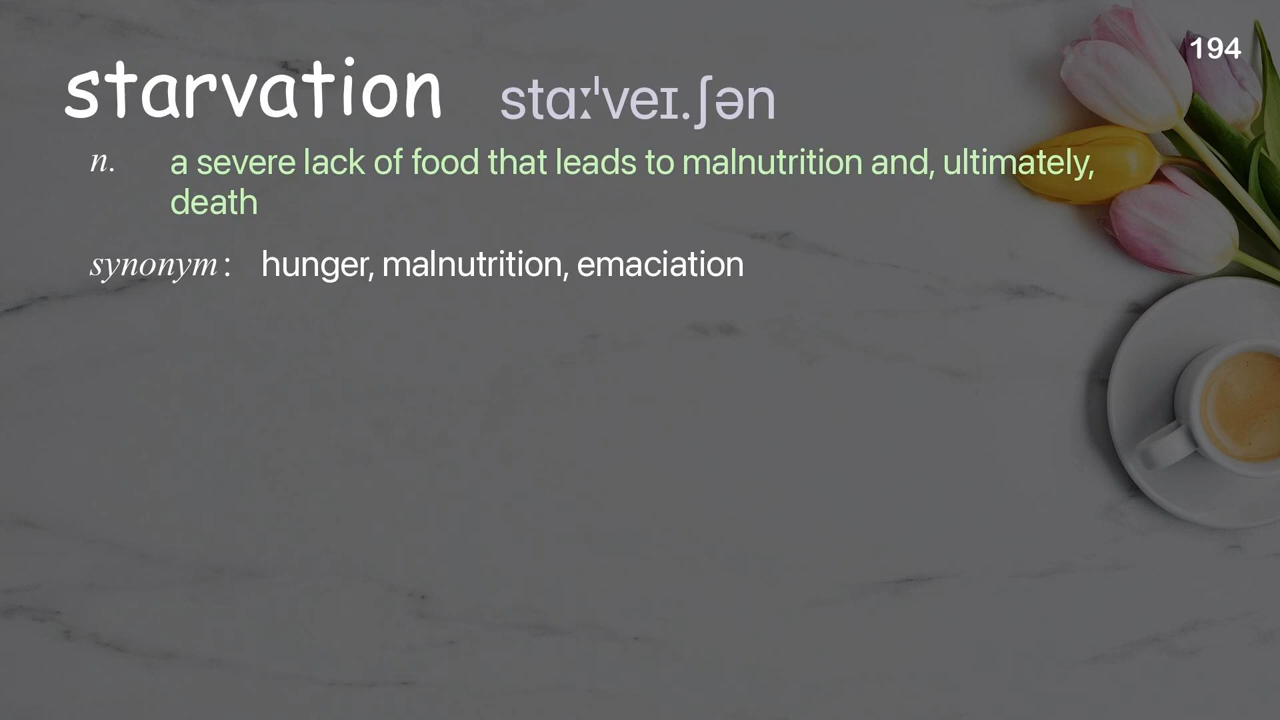 194
starvation stɑːˈveɪ.ʃən
n. a severe lack of food that leads to malnutrition and, ultimately,
death
synonym: hunger, malnutrition, emaciation